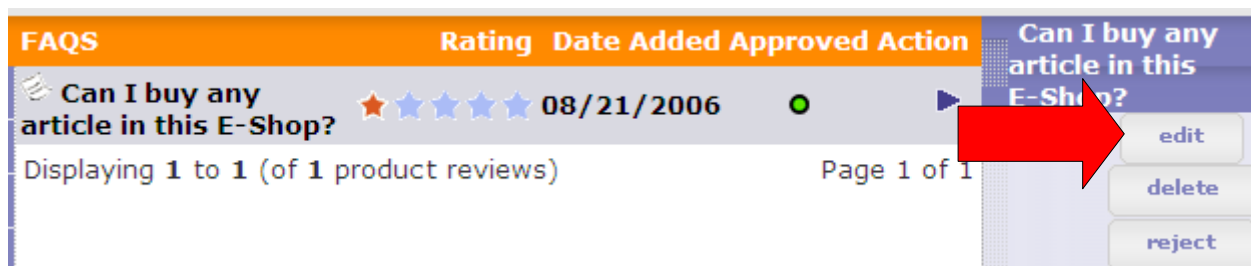 FAQS Rating Date Added Approved Action
Can I buy any
article in this E-Shop? 08/21/2006
Displaying 1 to 1 (of 1 product reviews) Page 1 of 1
Can I buy any
article in this
E-Shop?
edit
delete
reject